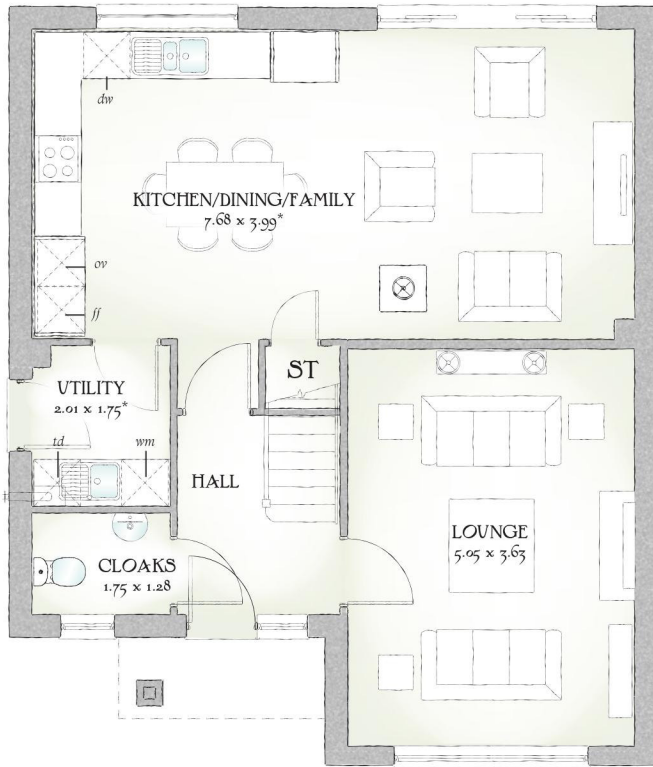 dw
KITCHEN/DINING/FAMILY
7.68 x 3.99*
ov
ff
UTILITY
2.01 x 1.75*
ST
td
wm
HALL
LOUNGE
5.05 x 3.63
CLOAKS
1.75 x 1.28